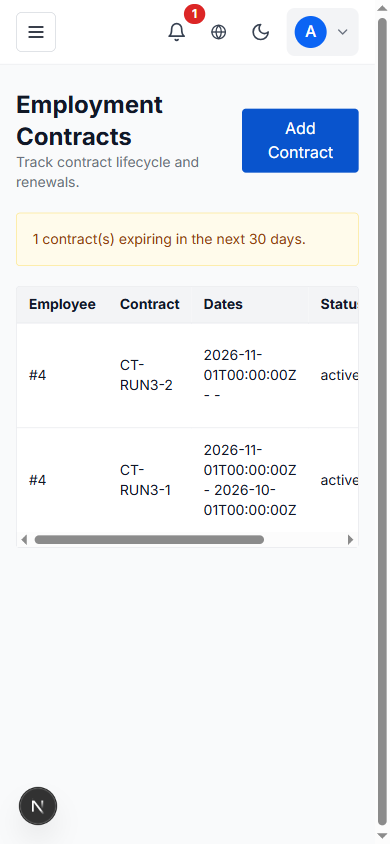 1
A
Employment
Contracts
Track contract lifecycle and
renewals.
Add
Contract
1 contract(s) expiring in the next 30 days.
Employee Contract Dates Status
#4
CT-
RUN3-2
2026-11-
01T00:00:00Z
- -
active
#4
CT-
RUN3-1
2026-11-
01T00:00:00Z
- 2026-10-
01T00:00:00Z
active
N